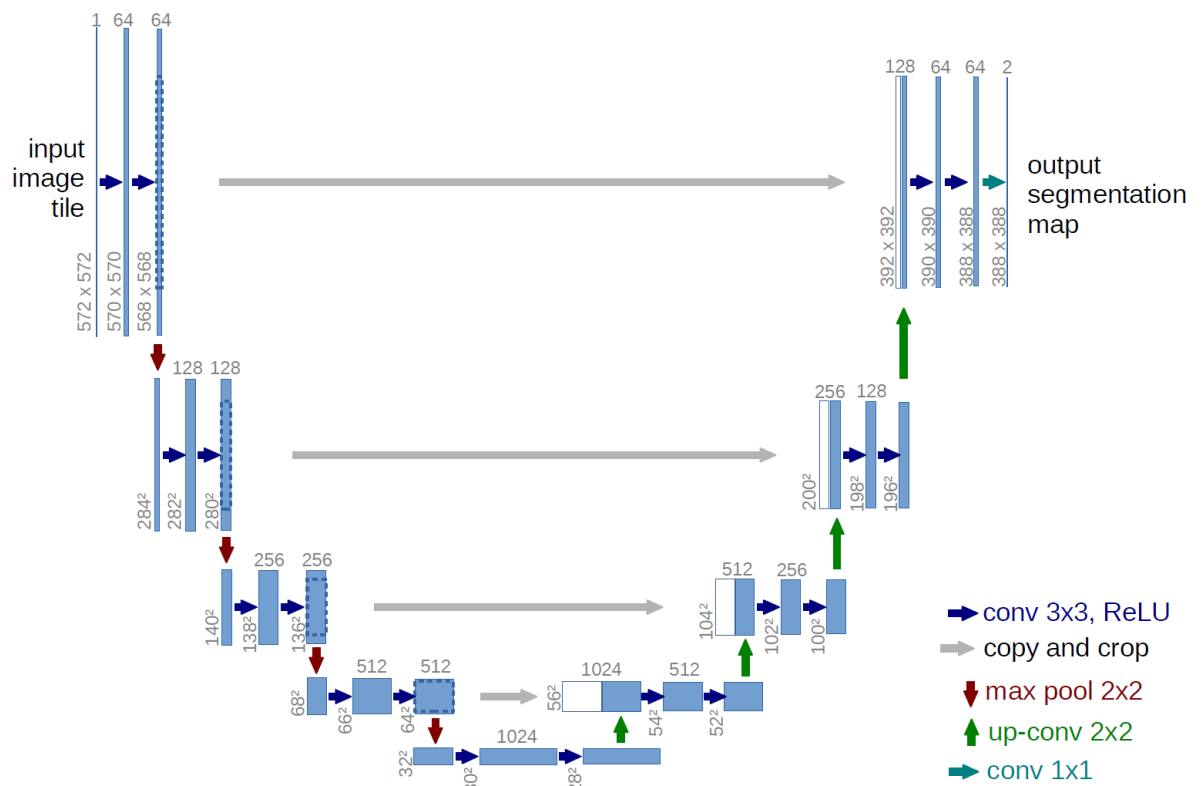 1 64 64
input
image
tile
572 x 572
570 x 570
568 x 568
128 64 64 2
output
segmentation
map
392 x 392
390 x 390
388 x 388
388 x 388
128 128
284²
282²
280²
256 128
200²
198²
196²
256 256
140²
138²
136²
512 256
104²
102²
100²
512 512
68²
66²
64²
1024 512
56²
54²
52²
1024
32²
conv 3x3, ReLU
copy and crop
max pool 2x2
up-conv 2x2
conv 1x1